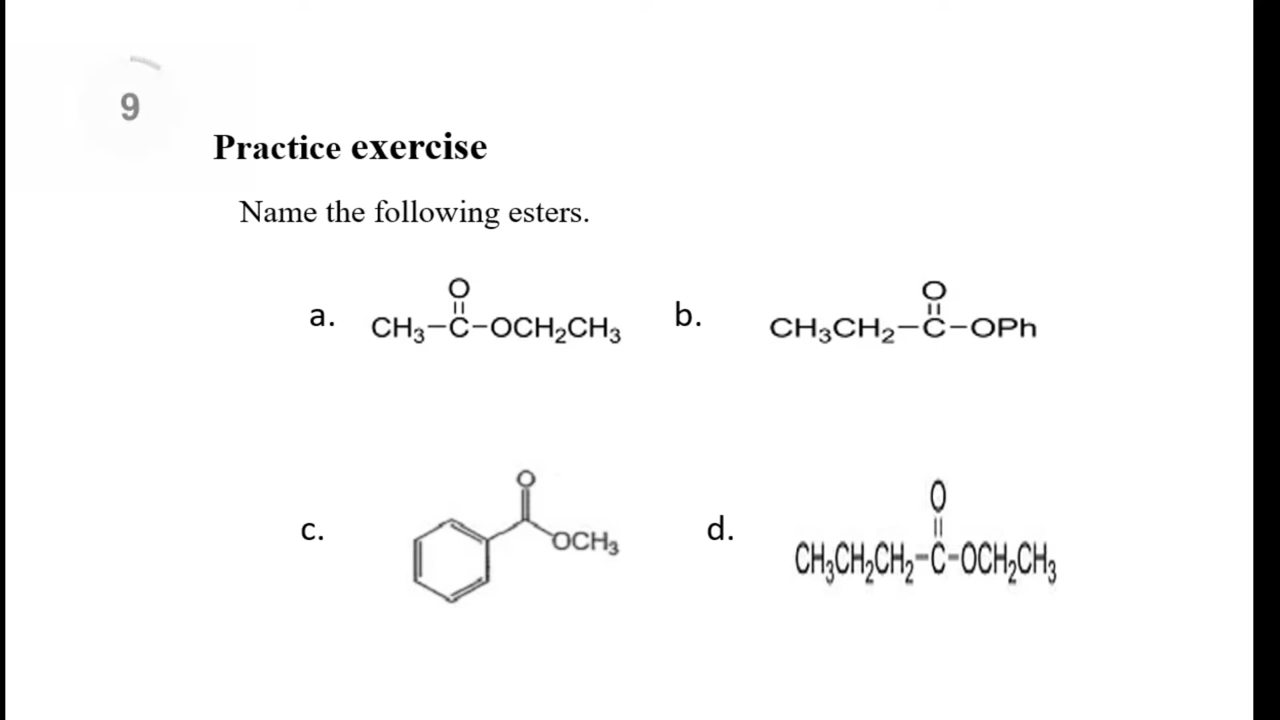 9
Practice exercise
Name the following esters.
O
a. CH₃–C–OCH₂CH₃
O
b. CH₃CH₂–C–OPh
O
c. OCH₃
O
d. CH₃CH₂CH₂–C–OCH₂CH₃